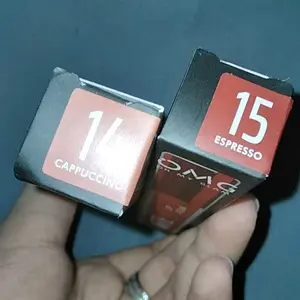 14
CAPPUCCINO
15
ESPRESSO
OMG